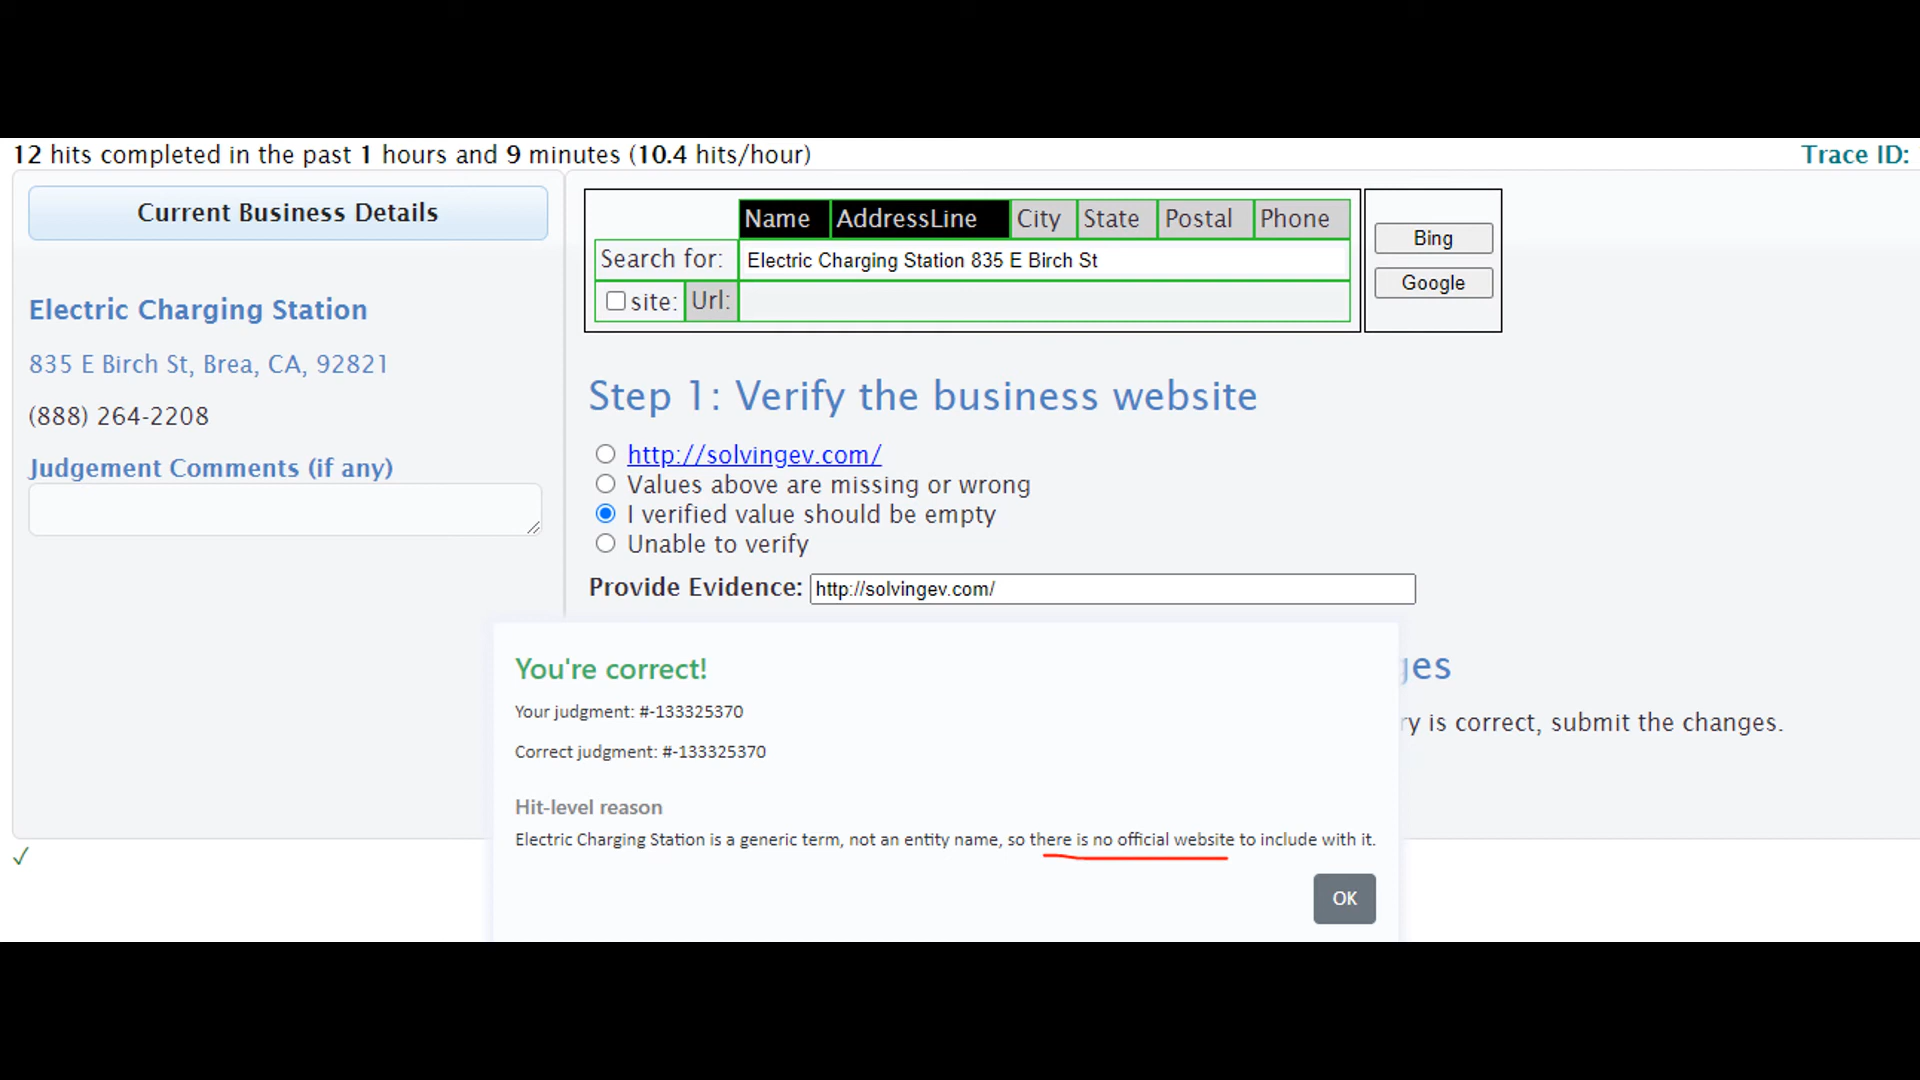 12 hits completed in the past 1 hours and 9 minutes (10.4 hits/hour)
Trace ID:
Current Business Details
Electric Charging Station
835 E Birch St, Brea, CA, 92821
(888) 264-2208
Judgement Comments (if any)
Name AddressLine City State Postal Phone
Search for: Electric Charging Station 835 E Birch St
site: Url:
Bing
Google
Step 1: Verify the business website
http://solvingev.com/
Values above are missing or wrong
I verified value should be empty
Unable to verify
Provide Evidence: http://solvingev.com/
ges
ry is correct, submit the changes.
You're correct!
Your judgment: #-133325370
Correct judgment: #-133325370
Hit-level reason
Electric Charging Station is a generic term, not an entity name, so there is no official website to include with it.
OK